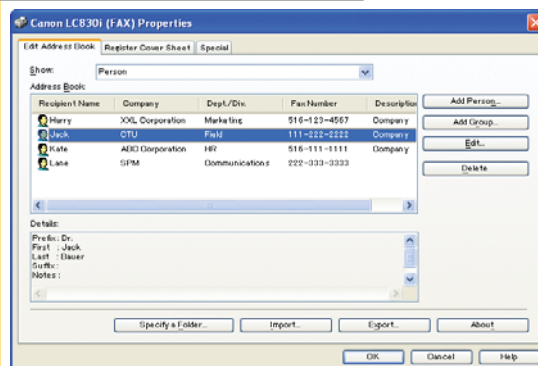 Canon LC830i (FAX) Properties
Edit Address Book Register Cover Sheet Special
Show: Person
Address Book:
Recipient Name Company Dept./Div. Fax Number Description
Harry XXL Corporation Marketing 516-123-4567 Company
Jack CTU Field 111-222-2222
Kate ABD Corporation HR 516-111-1111 Company
Lane SPM Communications 222-333-3333
Add Person...
Add Group...
Edit...
Delete
Details:
Prefix: Dr.
First : Jack
Last : Bauer
Suffix:
Notes :
Specify a Folder... Import... Export... About
OK Cancel Help